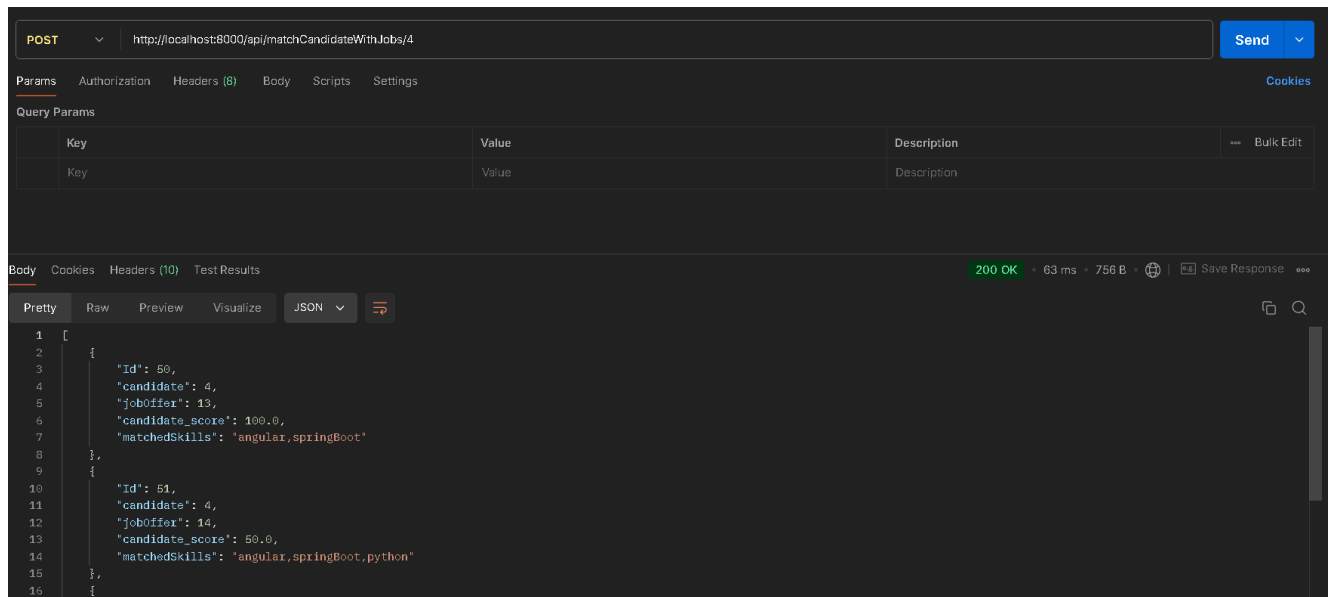 POST http://localhost:8000/api/matchCandidateWithJobs/4 Send
Params Authorization Headers (8) Body Scripts Settings Cookies
Query Params
Key Value Description Bulk Edit
Key Value Description
Body Cookies Headers (10) Test Results 200 OK 63 ms 756 B Save Response
Pretty Raw Preview Visualize JSON
1 [
2 {
3 "Id": 50,
4 "candidate": 4,
5 "jobOffer": 13,
6 "candidate_score": 100.0,
7 "matchedSkills": "angular,springBoot"
8 },
9 {
10 "Id": 51,
11 "candidate": 4,
12 "jobOffer": 14,
13 "candidate_score": 50.0,
14 "matchedSkills": "angular,springBoot,python"
15 },
16 {